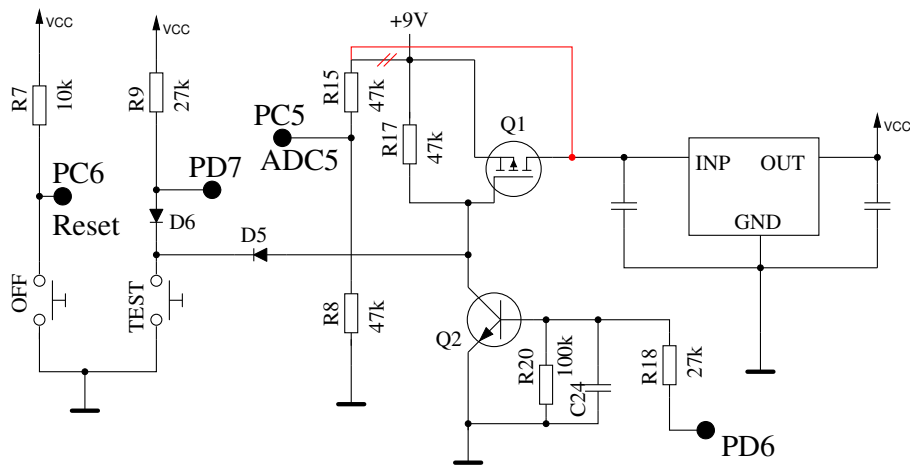 VCC
VCC
+9V
R7
10k
R9
27k
R15
47k
PC5
ADC5
R17
47k
Q1
VCC
INP OUT
GND
PC6
Reset
PD7
D6
D5
OFF
TEST
R8
47k
Q2
R20
100k
C24
R18
27k
PD6